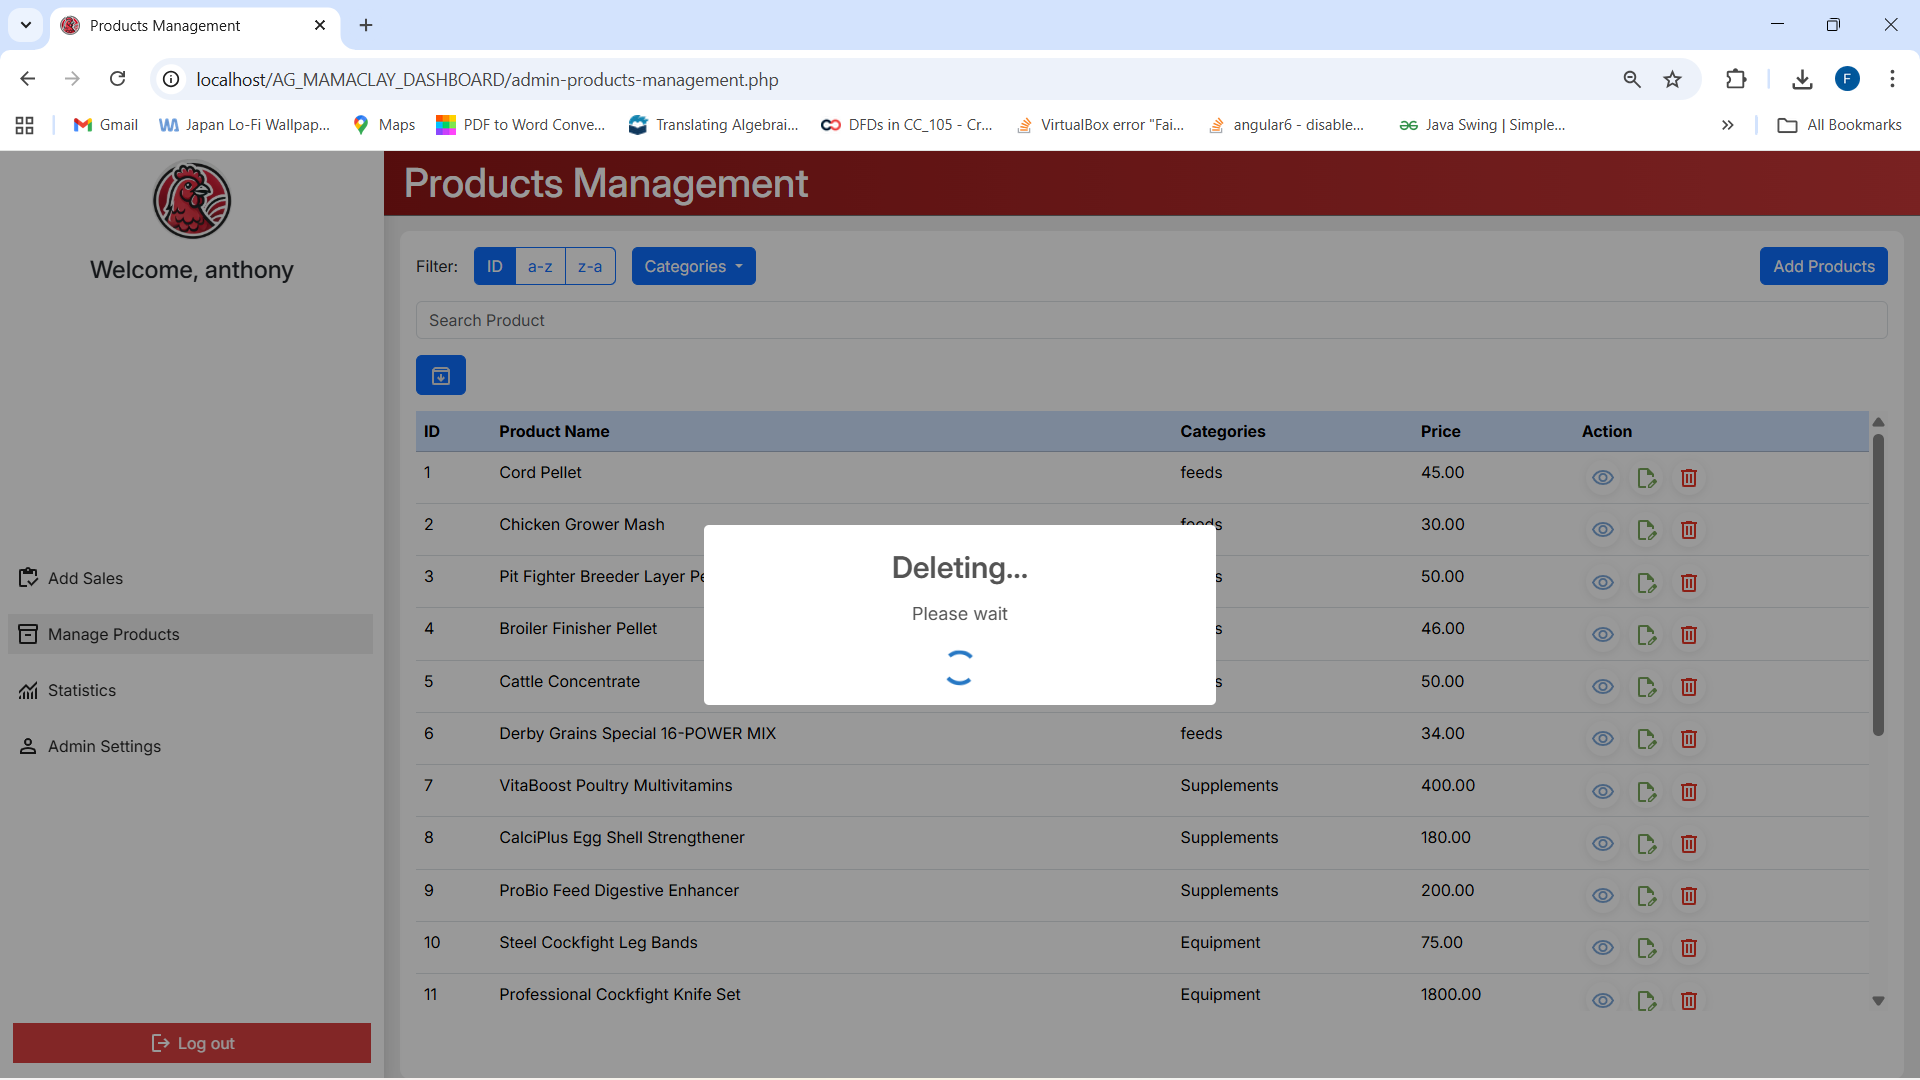 Products Management
localhost/AG_MAMACLAY_DASHBOARD/admin-products-management.php
F
Gmail
Japan Lo-Fi Wallpap...
Maps
PDF to Word Conve...
Translating Algebrai...
DFDs in CC_105 - Cr...
VirtualBox error "Fai...
angular6 - disable...
Java Swing | Simple...
All Bookmarks
Welcome, anthony
Add Sales
Manage Products
Statistics
Admin Settings
Log out
Products Management
Filter: ID a-z z-a Categories
Add Products
Search Product
ID Product Name Categories Price Action
1 Cord Pellet feeds 45.00
2 Chicken Grower Mash feeds 30.00
3 Pit Fighter Breeder Layer 50.00
4 Broiler Finisher Pellet 46.00
5 Cattle Concentrate 50.00
6 Derby Grains Special 16-POWER MIX feeds 34.00
7 VitaBoost Poultry Multivitamins Supplements 400.00
8 CalciPlus Egg Shell Strengthener Supplements 180.00
9 ProBio Feed Digestive Enhancer Supplements 200.00
10 Steel Cockfight Leg Bands Equipment 75.00
11 Professional Cockfight Knife Set Equipment 1800.00
Deleting...
Please wait